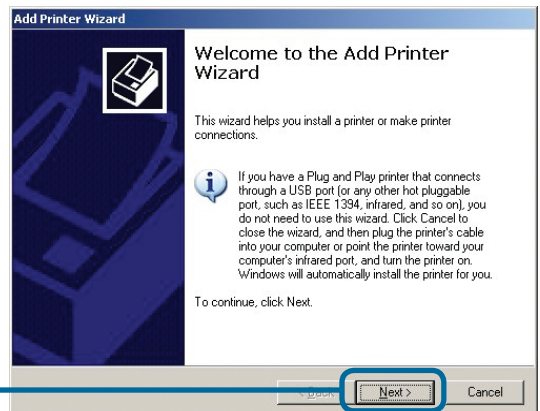 Add Printer Wizard
Welcome to the Add Printer
Wizard
This wizard helps you install a printer or make printer
connections.
If you have a Plug and Play printer that connects
through a USB port (or any other hot pluggable
port, such as IEEE 1394, infrared, and so on), you
do not need to use this wizard. Click Cancel to
close the wizard, and then plug the printer's cable
into your computer or point the printer toward your
computer's infrared port, and turn the printer on.
Windows will automatically install the printer for you.
To continue, click Next.
< Back Next > Cancel